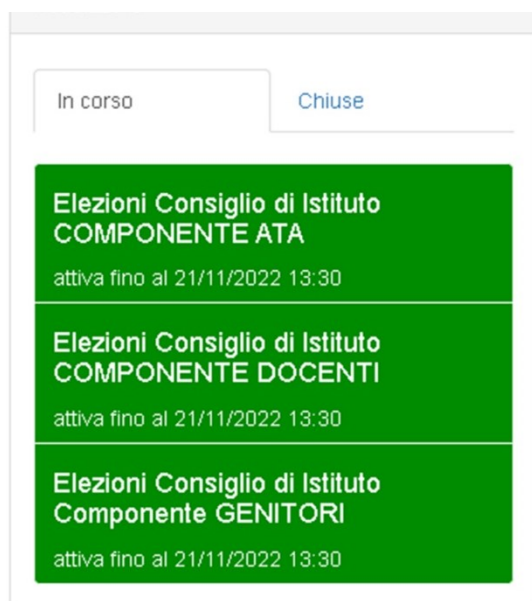 In corso
Chiuse
Elezioni Consiglio di Istituto
COMPONENTE ATA
attiva fino al 21/11/2022 13:30
Elezioni Consiglio di Istituto
COMPONENTE DOCENTI
attiva fino al 21/11/2022 13:30
Elezioni Consiglio di Istituto
Componente GENITORI
attiva fino al 21/11/2022 13:30